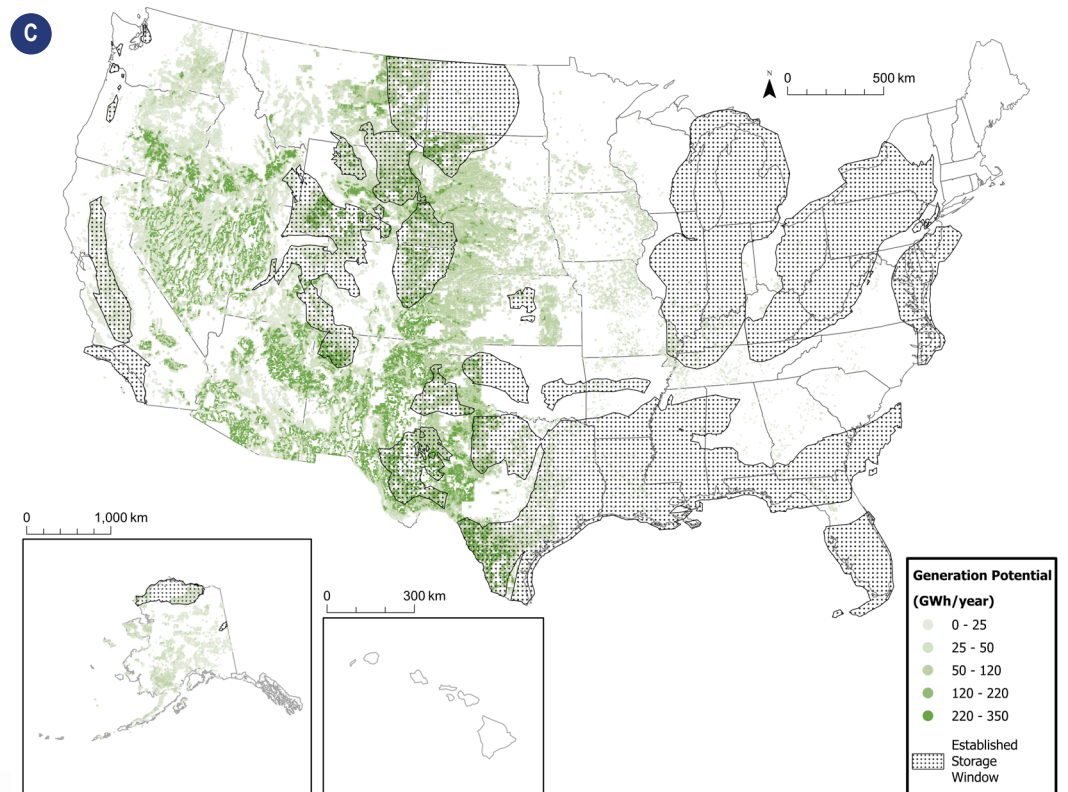 C
N
0 500 km
0 1,000 km
0 300 km
Generation Potential
(GWh/year)
0 - 25
25 - 50
50 - 120
120 - 220
220 - 350
Established
Storage
Window